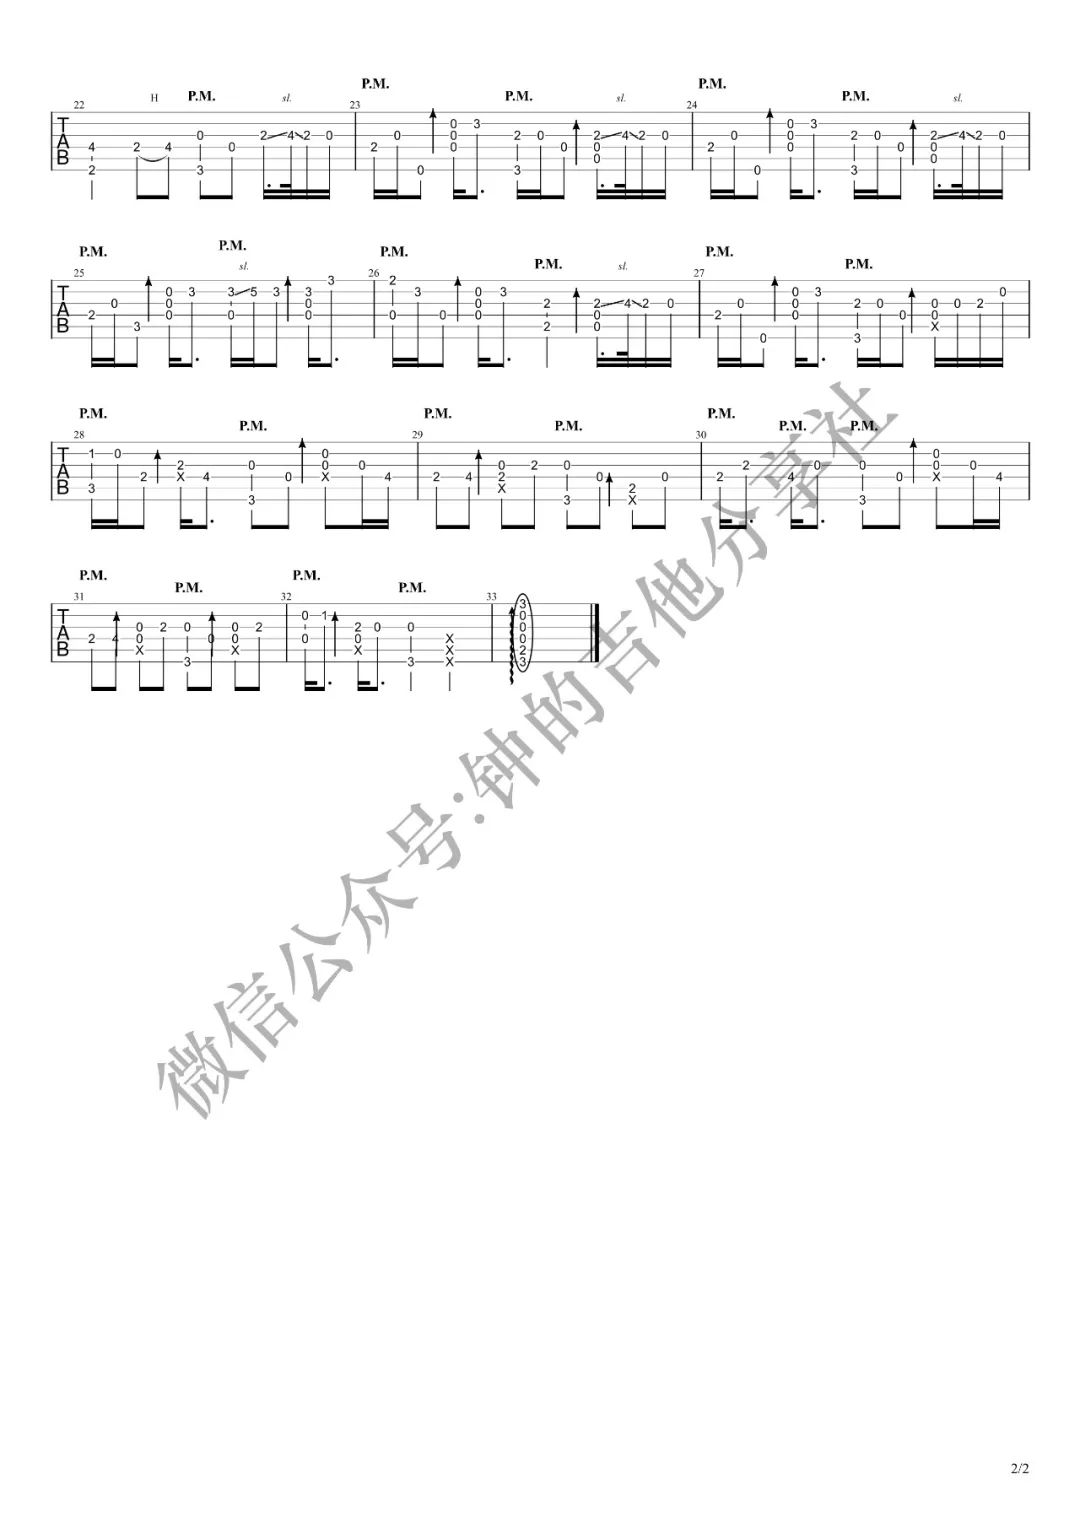 P.M. P.M. P.M.
H P.M. sl. P.M. sl. P.M. sl.
22 23 24
T
A
B
P.M. P.M. P.M. P.M.
sl. P.M. sl. P.M.
25 26 27
T
A
B
P.M. P.M. P.M.
P.M. P.M. P.M. P.M.
28 29 30
T
A
B
P.M. P.M.
P.M. P.M.
31 32 33
T
A
B
微信公众号:钟的吉他分享社
2/2